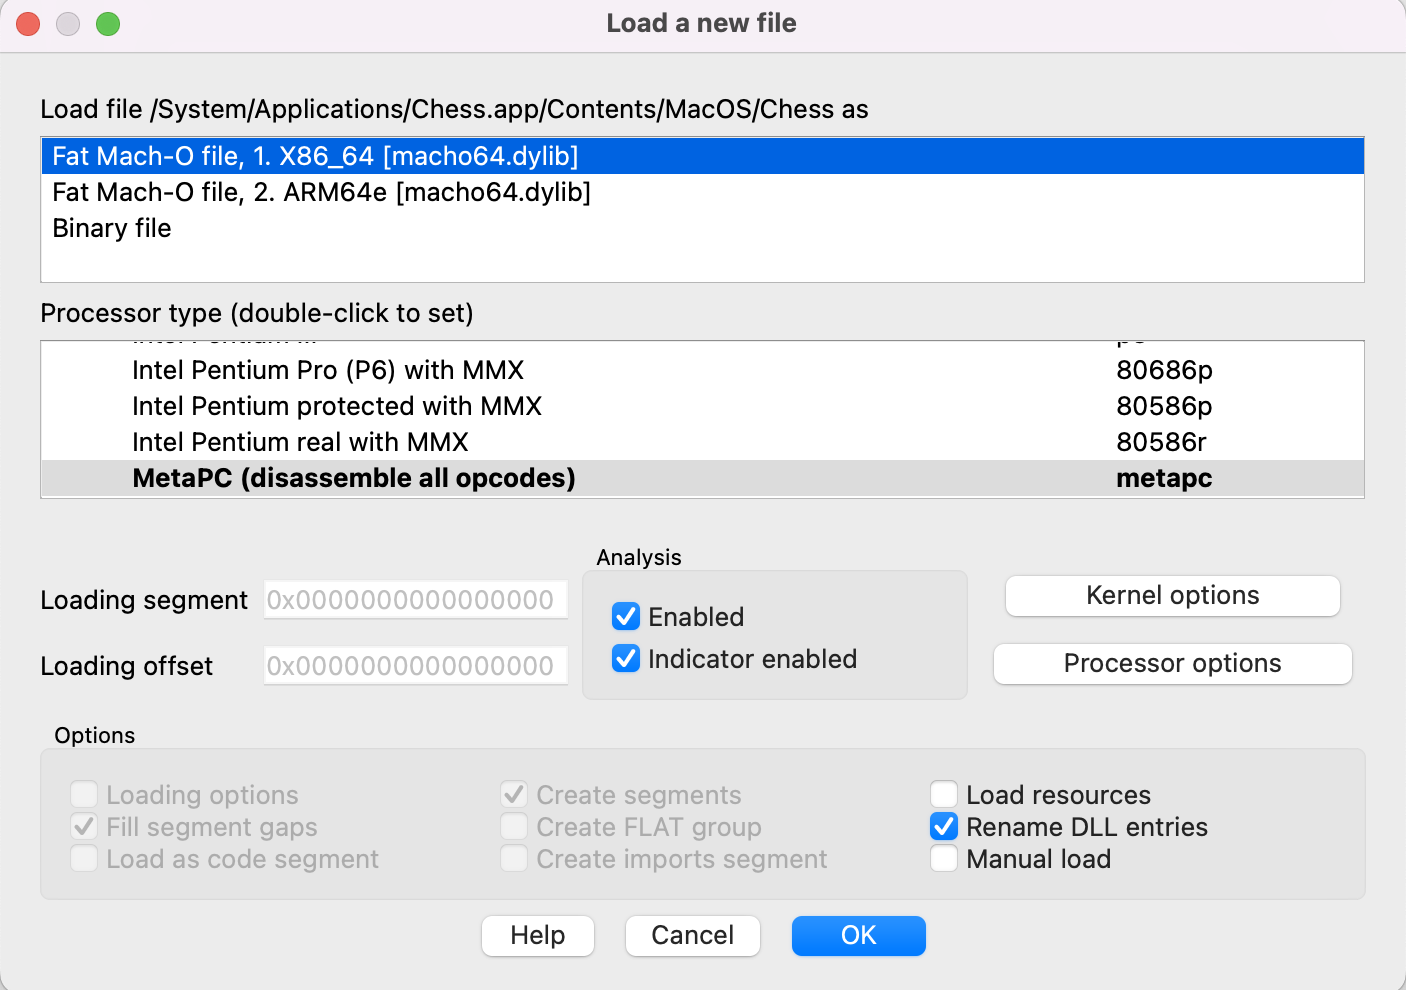 Load a new file
Load file /System/Applications/Chess.app/Contents/MacOS/Chess as
Fat Mach-O file, 1. X86_64 [macho64.dylib]
Fat Mach-O file, 2. ARM64e [macho64.dylib]
Binary file
Processor type (double-click to set)
Intel Pentium Pro (P6) with MMX 80686p
Intel Pentium protected with MMX 80586p
Intel Pentium real with MMX 80586r
MetaPC (disassemble all opcodes) metapc
Analysis
Loading segment 0x0000000000000000
Enabled
Kernel options
Loading offset 0x0000000000000000
Indicator enabled
Processor options
Options
Loading options Create segments Load resources
Fill segment gaps Create FLAT group Rename DLL entries
Load as code segment Create imports segment Manual load
Help Cancel OK